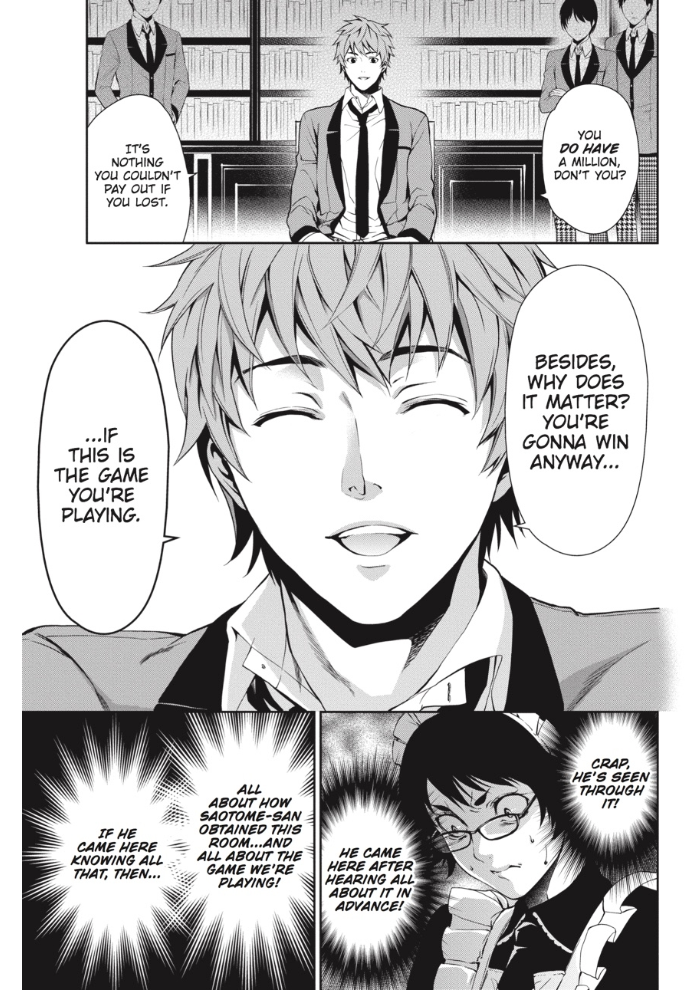 YOU
DO HAVE
A MILLION,
DON'T YOU?
IT'S
NOTHING
YOU COULDN'T
PAY OUT IF
YOU LOST.
BESIDES,
WHY DOES
IT MATTER?
YOU'RE
GONNA WIN
ANYWAY...
...IF
THIS IS
THE GAME
YOU'RE
PLAYING.
CRAP,
HE'S SEEN
THROUGH
IT!
HE CAME
HERE AFTER
HEARING ALL
ABOUT IT IN
ADVANCE!
ALL
ABOUT HOW
SAOTOME-SAN
OBTAINED THIS
ROOM...AND
ALL ABOUT THE
GAME WE'RE
PLAYING!
IF HE
CAME HERE
KNOWING ALL
THAT, THEN...